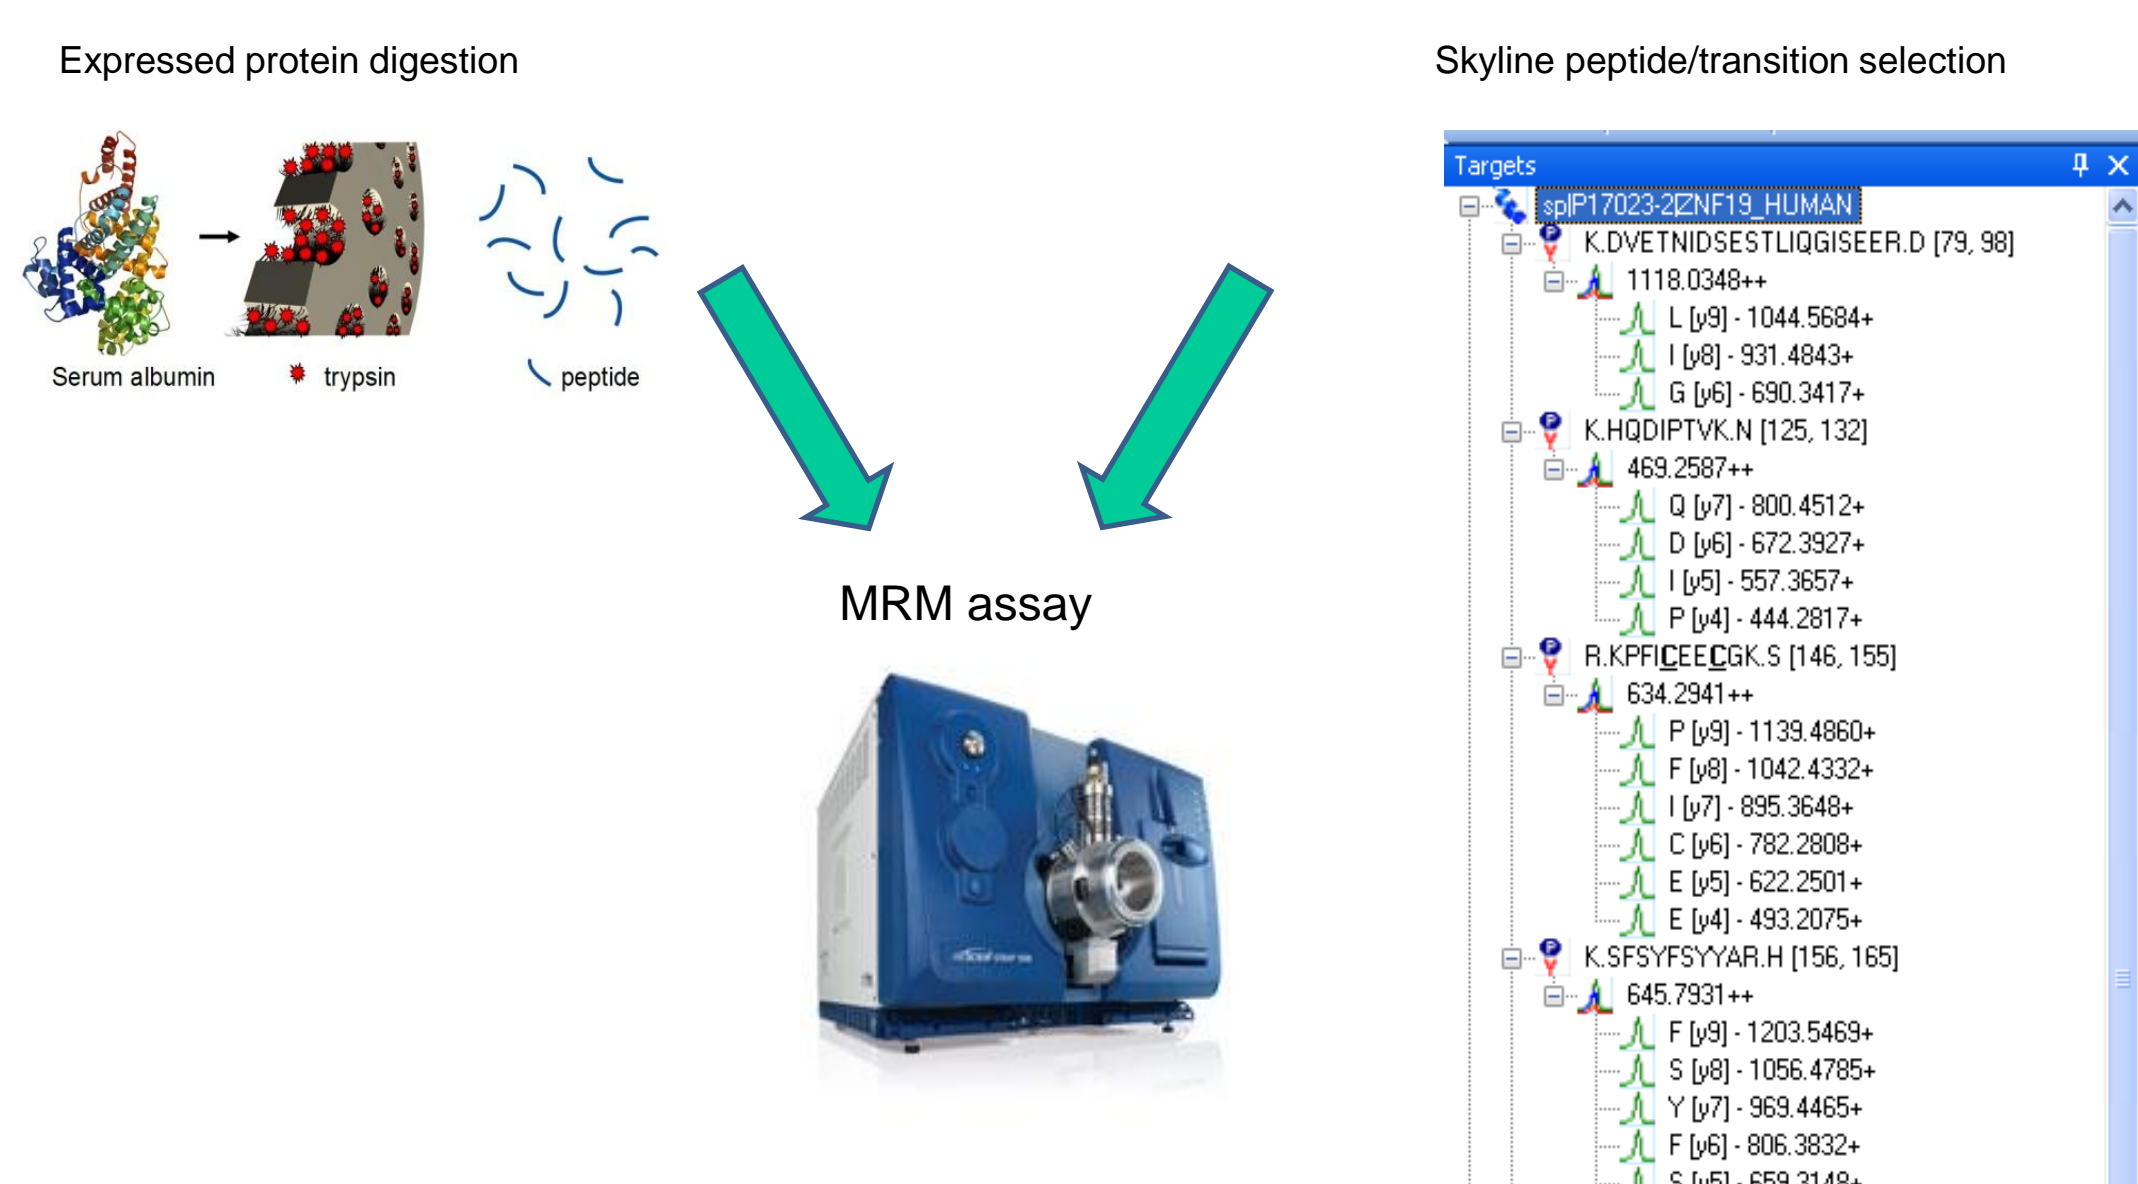 Expressed protein digestion
Skyline peptide/transition selection
Serum albumin
trypsin
peptide
MRM assay
Targets
sp|P17023-2|ZNF19_HUMAN
K.DVETNIDSESTLIQGISEER.D [79, 98]
1118.0348++
L [y9] - 1044.5684+
I [y8] - 931.4843+
G [y6] - 690.3417+
K.HQDIPTVK.N [125, 132]
469.2587++
Q [y7] - 800.4512+
D [y6] - 672.3927+
I [y5] - 557.3657+
P [y4] - 444.2817+
R.KPFICEECGK.S [146, 155]
634.2941++
P [y9] - 1139.4860+
F [y8] - 1042.4332+
I [y7] - 895.3648+
C [y6] - 782.2808+
E [y5] - 622.2501+
E [y4] - 493.2075+
K.SFSYFSYYAR.H [156, 165]
645.7931++
F [y9] - 1203.5469+
S [y8] - 1056.4785+
Y [y7] - 969.4465+
F [y6] - 806.3832+
S [y5] - 659.3148+